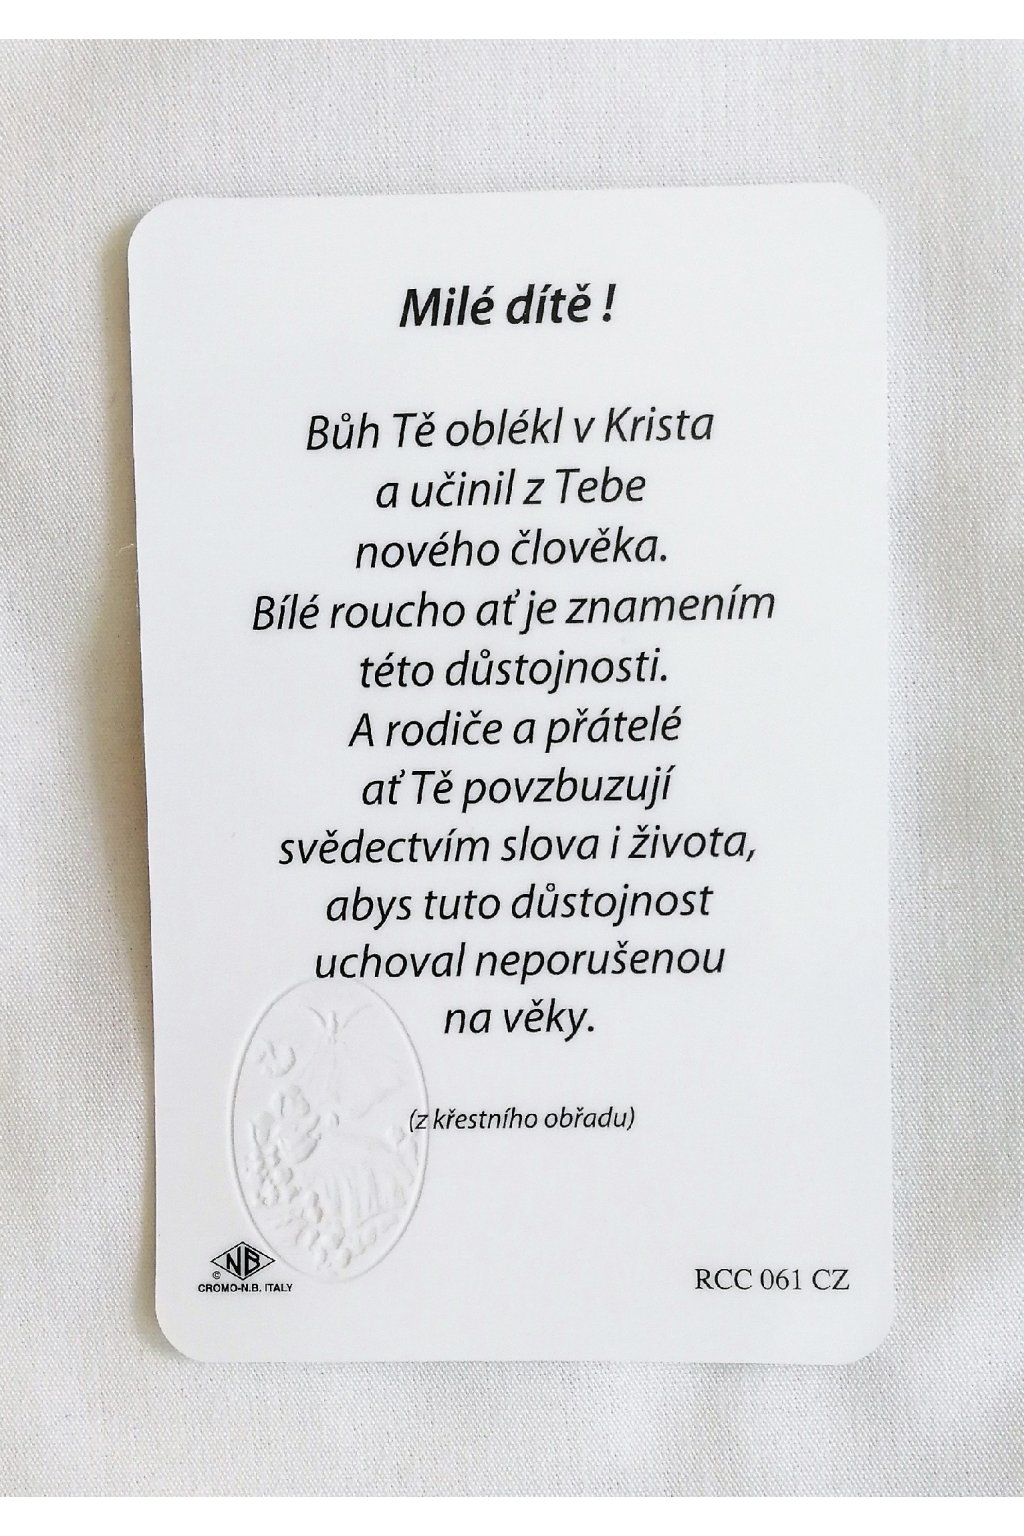 Milé dítě !
Bůh Tě oblékl v Krista
a učinil z Tebe
nového člověka.
Bílé roucho ať je znamením
této důstojnosti.
A rodiče a přátelé
ať Tě povzbuzují
svědectvím slova i života,
abys tuto důstojnost
uchoval neporušenou
na věky.
(z křestního obřadu)
NB
©
CROMO-N.B. ITALY
RCC 061 CZ